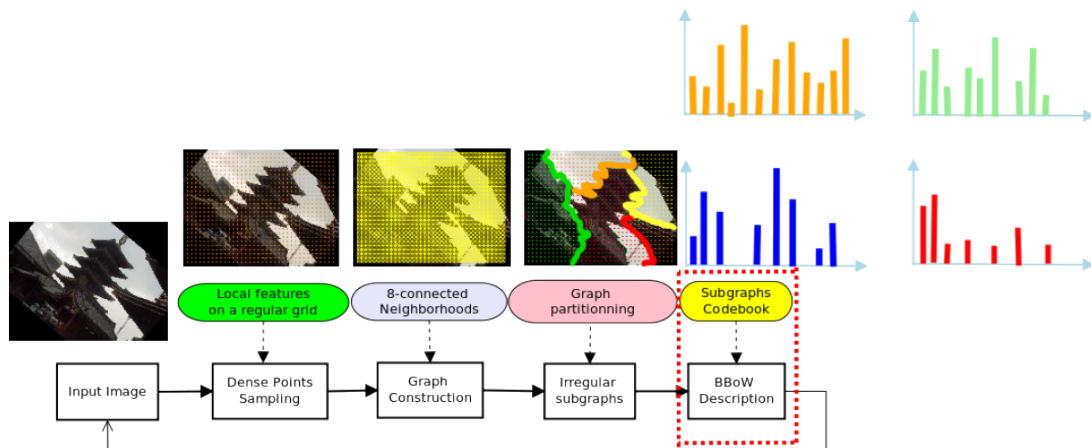 Local features
on a regular grid
8-connected
Neighborhoods
Graph
partitionning
Subgraphs
Codebook
Input Image
Dense Points
Sampling
Graph
Construction
Irregular
subgraphs
BBoW
Description